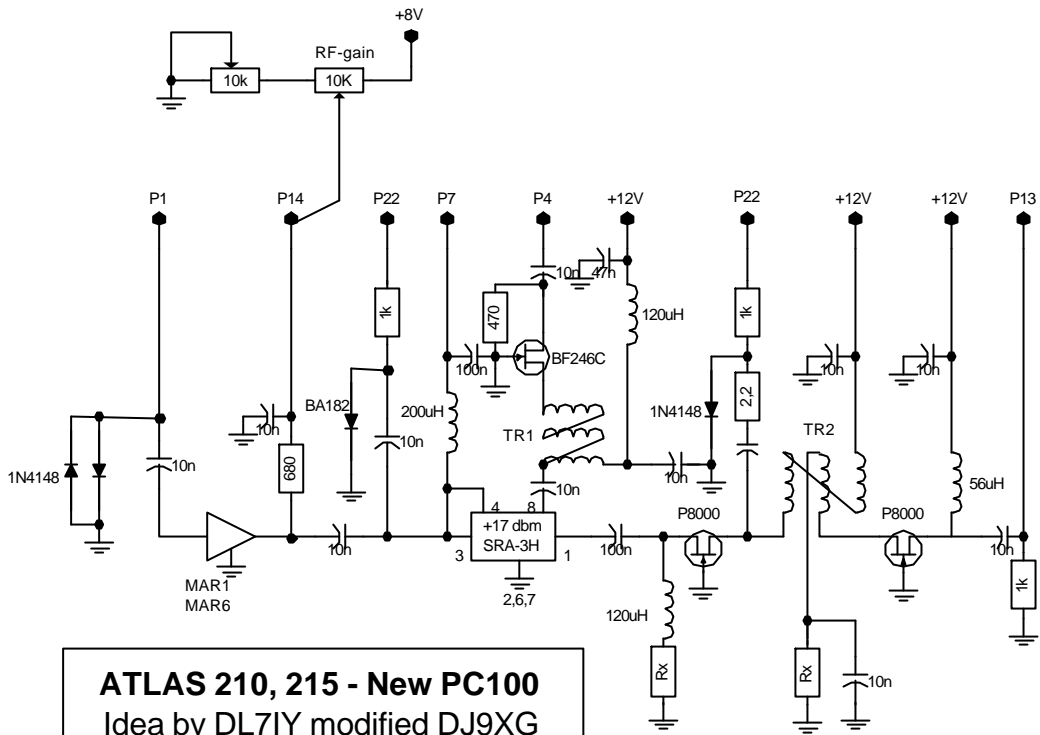 +8V
RF-gain
10k
10K
P1
P14
P22
P7
P4
+12V
P22
+12V
+12V
P13
10n
47n
1k
470
120uH
1k
BF246C
100n
10n
10n
BA182
200uH
1N4148
2,2
10n
TR1
TR2
10n
10n
1N4148
680
10n
10n
56uH
4
8
P8000
P8000
+17 dbm
SRA-3H
3
1
10n
100n
10n
MAR1
MAR6
2,6,7
1k
120uH
Rx
Rx
10n
ATLAS 210, 215 - New PC100
Idea by DL7IY modified DJ9XG